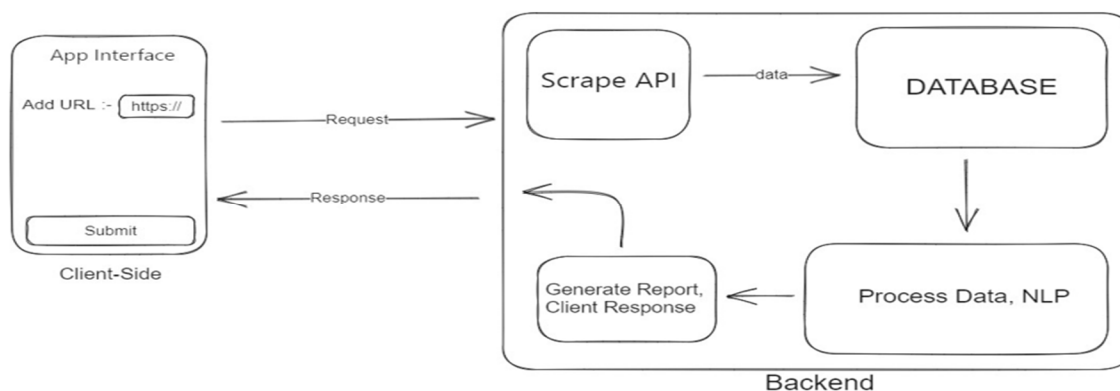 App Interface
Add URL :- https://
Submit
Client-Side
Request
Response
Scrape API
data
DATABASE
Process Data, NLP
Generate Report,
Client Response
Backend